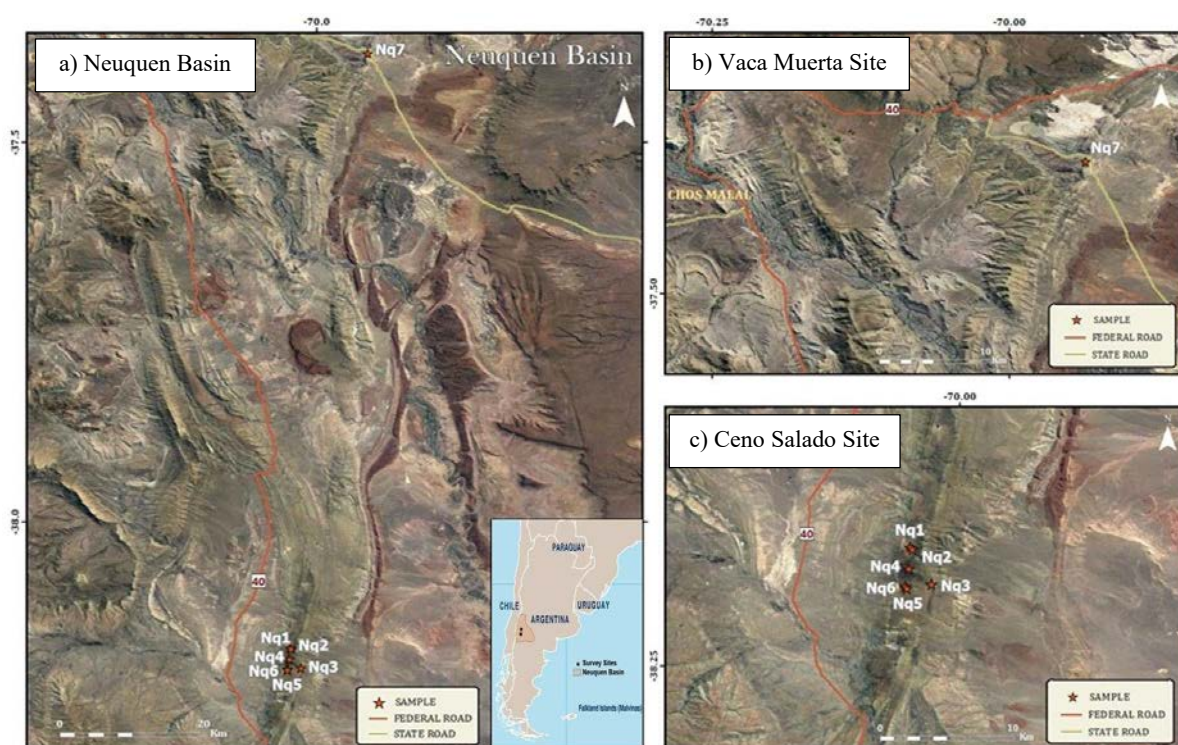 -70.0
a) Neuquen Basin
Neuquen Basin
Nq7
N
-37.5
-38.0
40
Nq1
Nq2
Nq4
Nq6
Nq3
Nq5
0 20
Km
SAMPLE
FEDERAL ROAD
STATE ROAD
PARAGUAY
CHILE
URUGUAY
ARGENTINA
Survey Sites
Neuquen Basin
Falkland Islands (Malvinas)
-70.25 -70.00
b) Vaca Muerta Site
40
Nq7
CHOS MALAL
-37.50
0 10
Km
SAMPLE
FEDERAL ROAD
STATE ROAD
-70.00
c) Ceno Salado Site
N
40
Nq1
Nq2
Nq4
Nq6
Nq3
Nq5
-38.25
0 10
Km
SAMPLE
FEDERAL ROAD
STATE ROAD